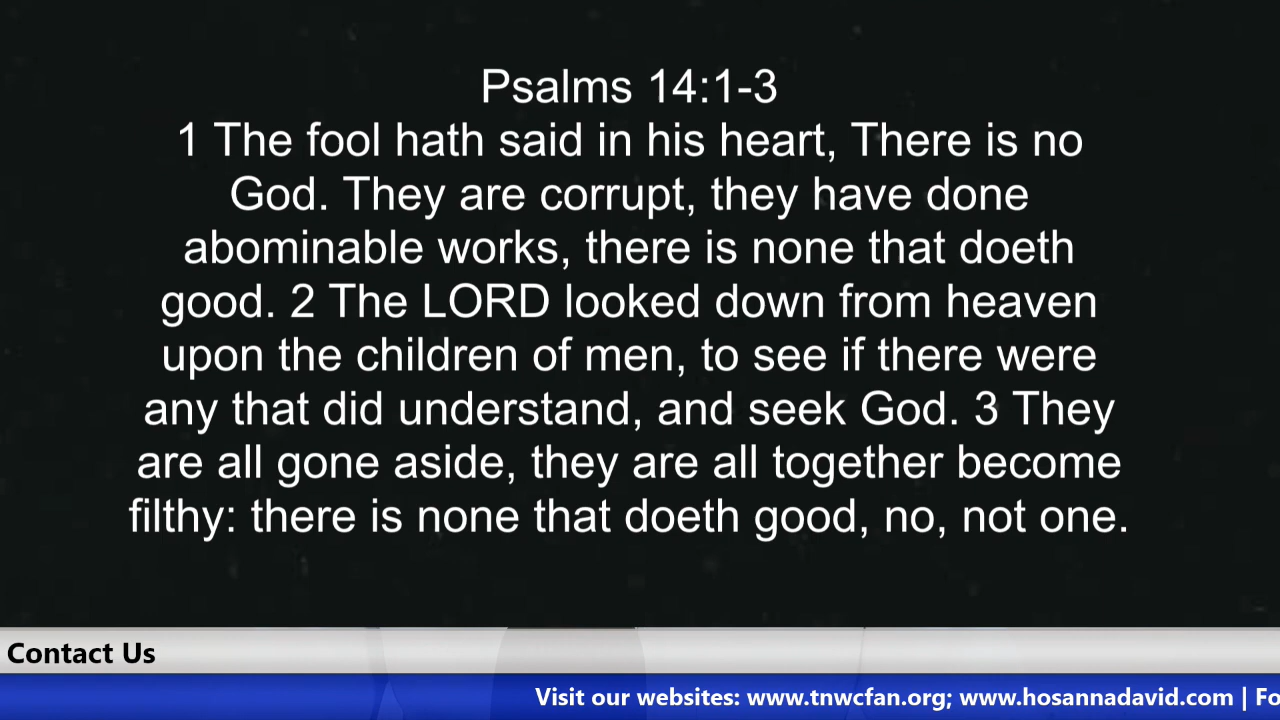 Psalms 14:1-3
1 The fool hath said in his heart, There is no
God. They are corrupt, they have done
abominable works, there is none that doeth
good. 2 The LORD looked down from heaven
upon the children of men, to see if there were
any that did understand, and seek God. 3 They
are all gone aside, they are all together become
filthy: there is none that doeth good, no, not one.
Contact Us
Visit our websites: www.tnwcfan.org; www.hosannadavid.com | Fo